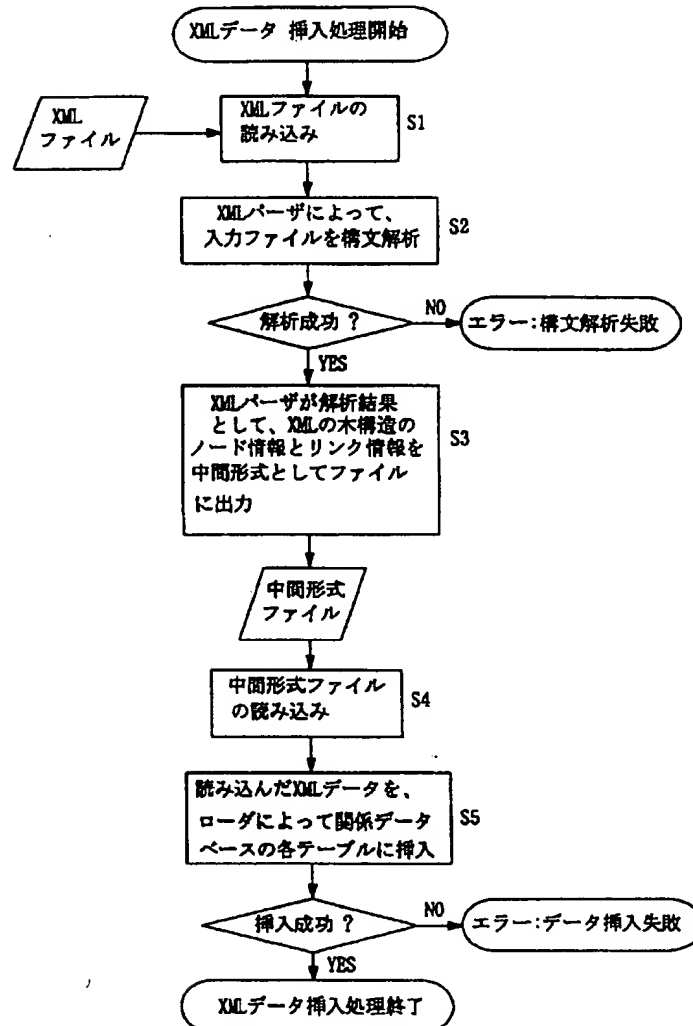 XMLデータ 挿入処理開始
XML
ファイル
XMLファイルの
読み込み
S1
XMLパーザによって、
入力ファイルを構文解析
S2
解析成功 ?
NO
エラー:構文解析失敗
YES
XMLパーザが解析結果
として、XMLの木構造の
ノード情報とリンク情報を
中間形式としてファイル
に出力
S3
中間形式
ファイル
中間形式ファイル
の読み込み
S4
読み込んだXMLデータを、
ローダによって関係データ
ベースの各テーブルに挿入
S5
挿入成功 ?
NO
エラー:データ挿入失敗
YES
XMLデータ挿入処理終了